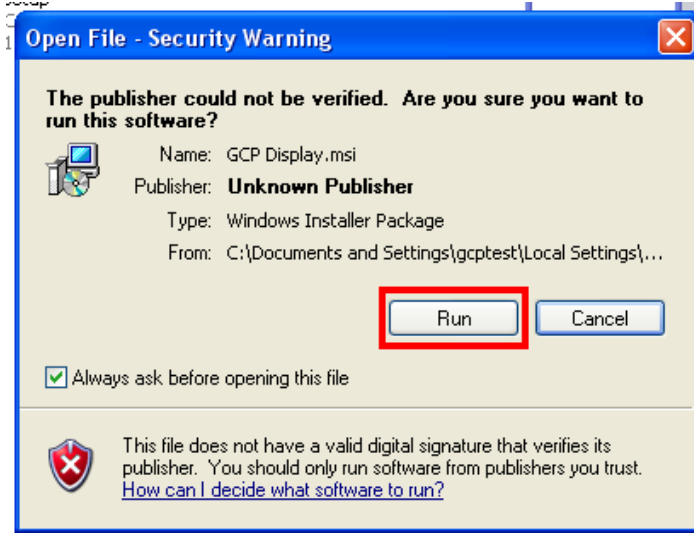 Open File - Security Warning
The publisher could not be verified.  Are you sure you want to
run this software?
Name: GCP Display.msi
Publisher: Unknown Publisher
Type: Windows Installer Package
From: C:\Documents and Settings\gcptest\Local Settings\...
Run Cancel
Always ask before opening this file
This file does not have a valid digital signature that verifies its
publisher.  You should only run software from publishers you trust.
How can I decide what software to run?